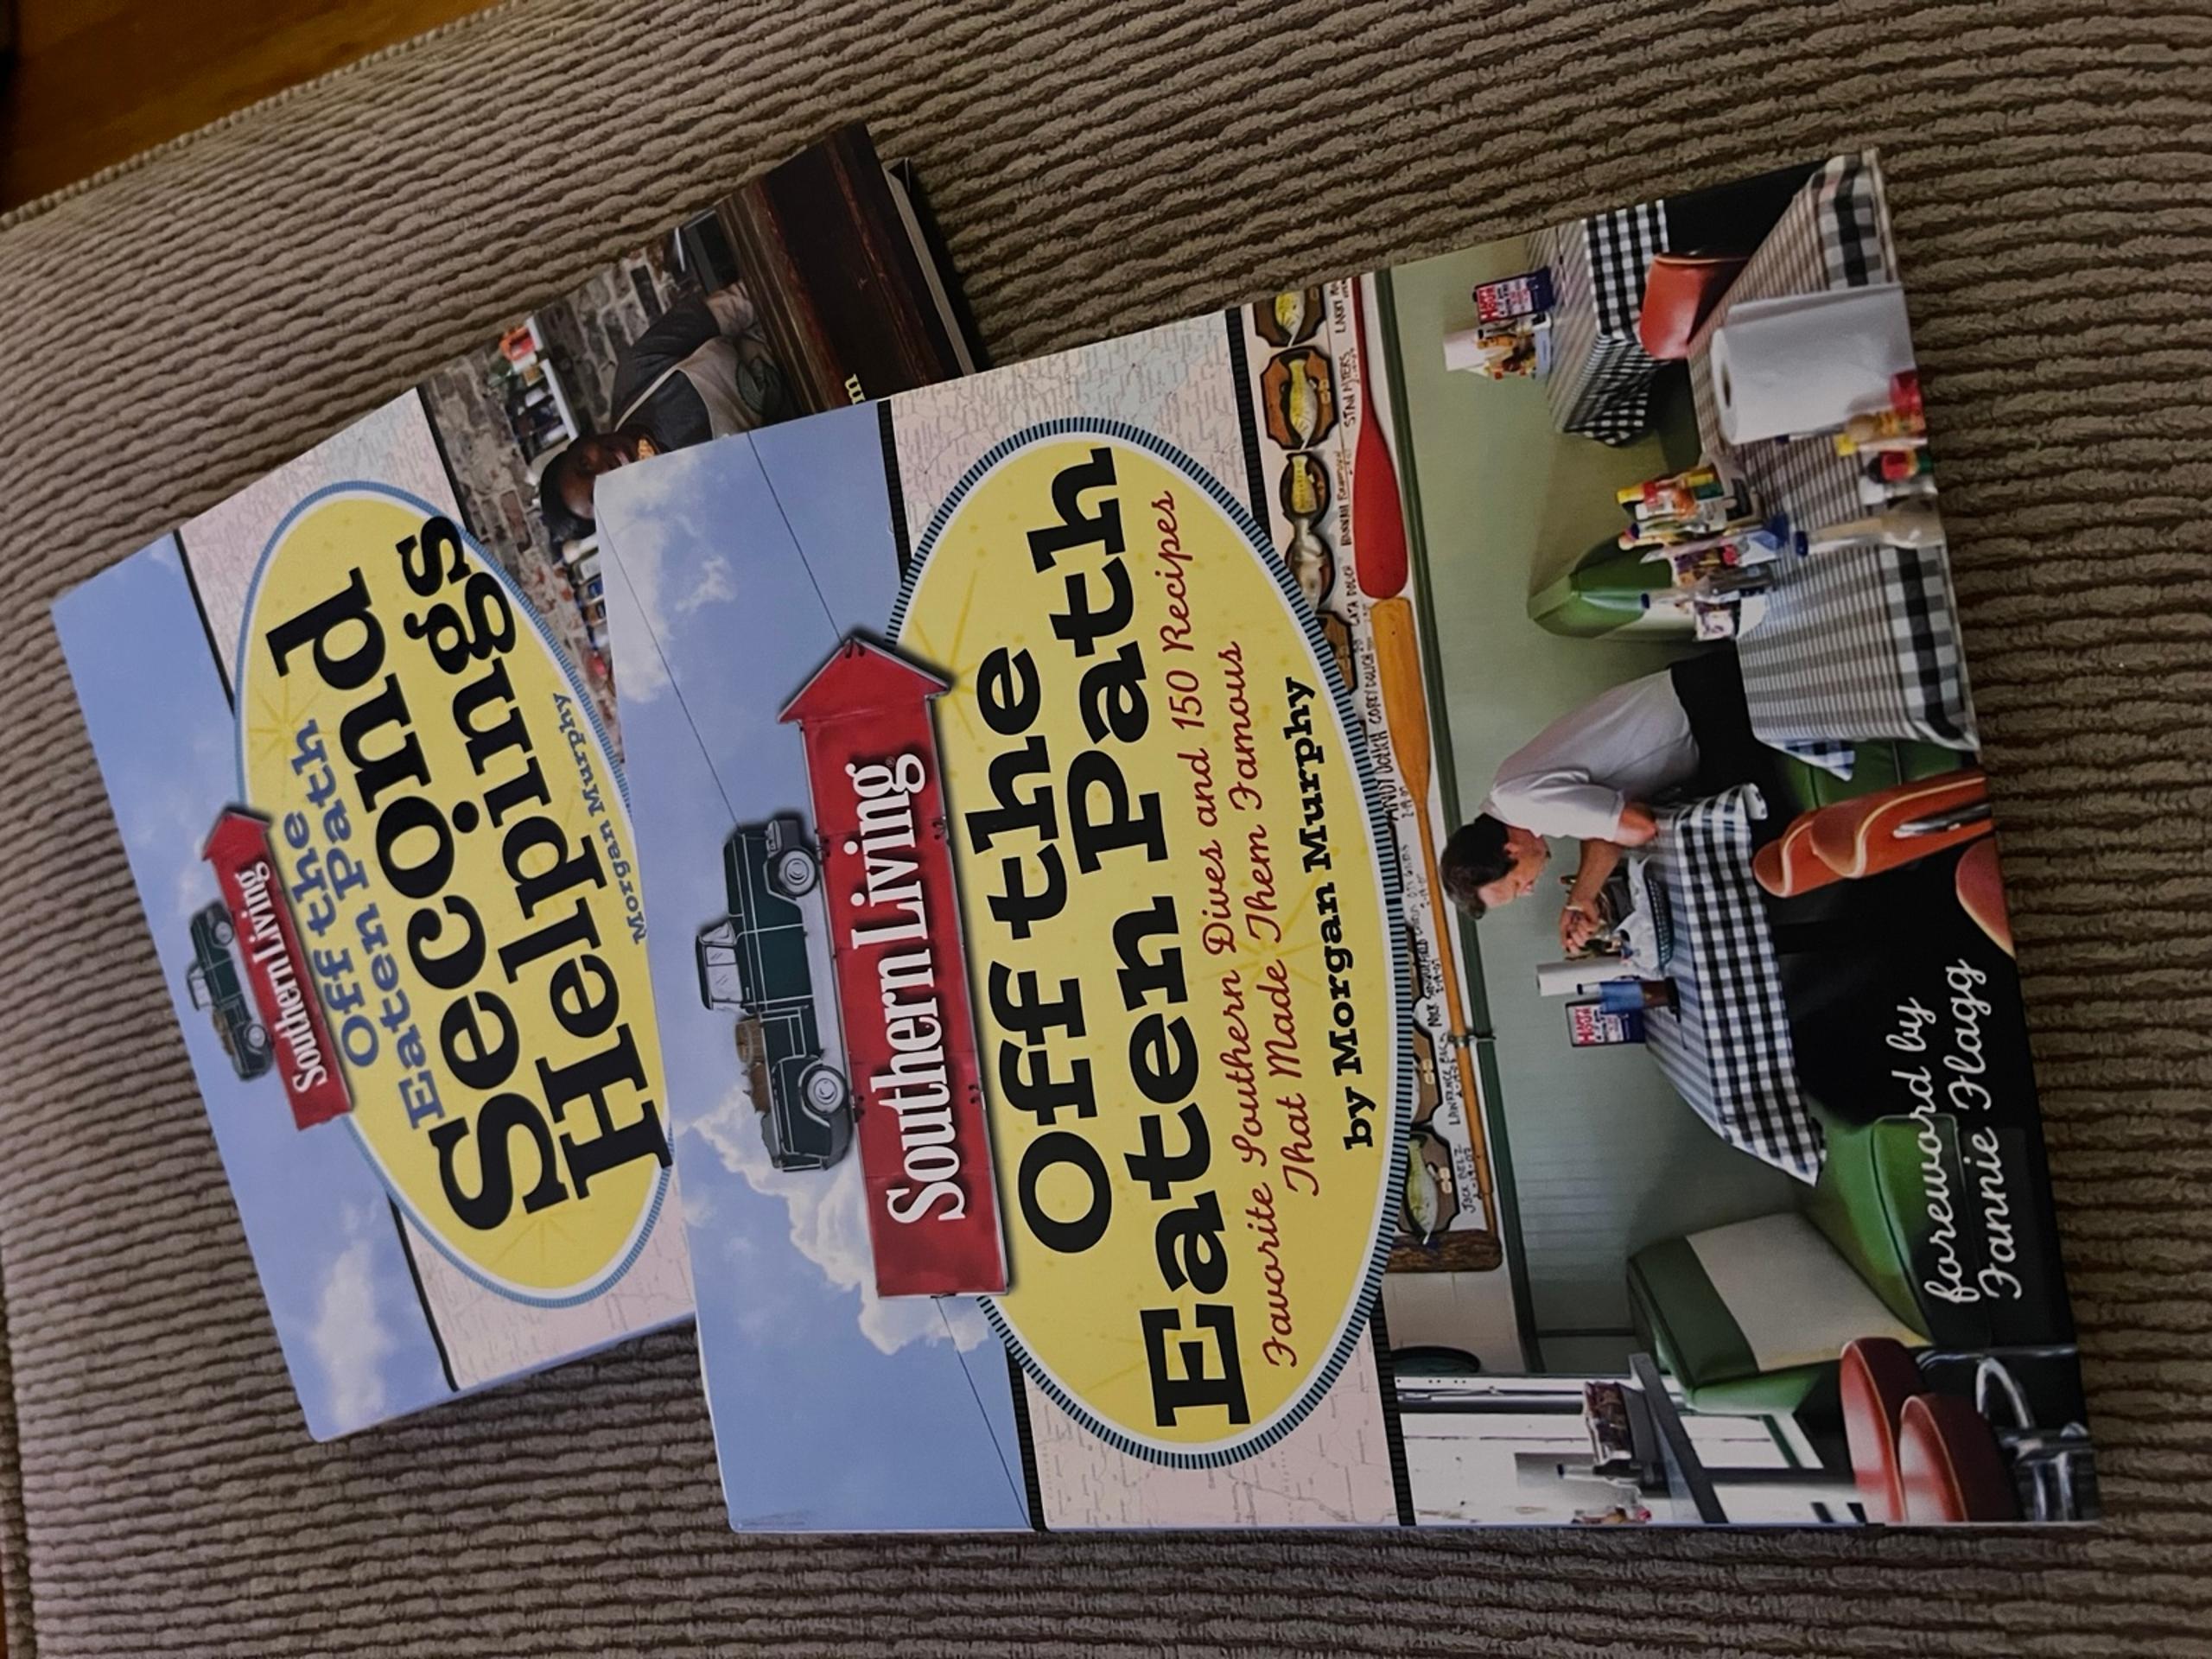 Southern Living
Off the
Eaten Path
Second
Helpings
Morgan Murphy
Southern Living
Off the
Eaten Path
Favorite Southern Dives and 150 Recipes
That Made Them Famous
by Morgan Murphy
foreword by
Fannie Flagg